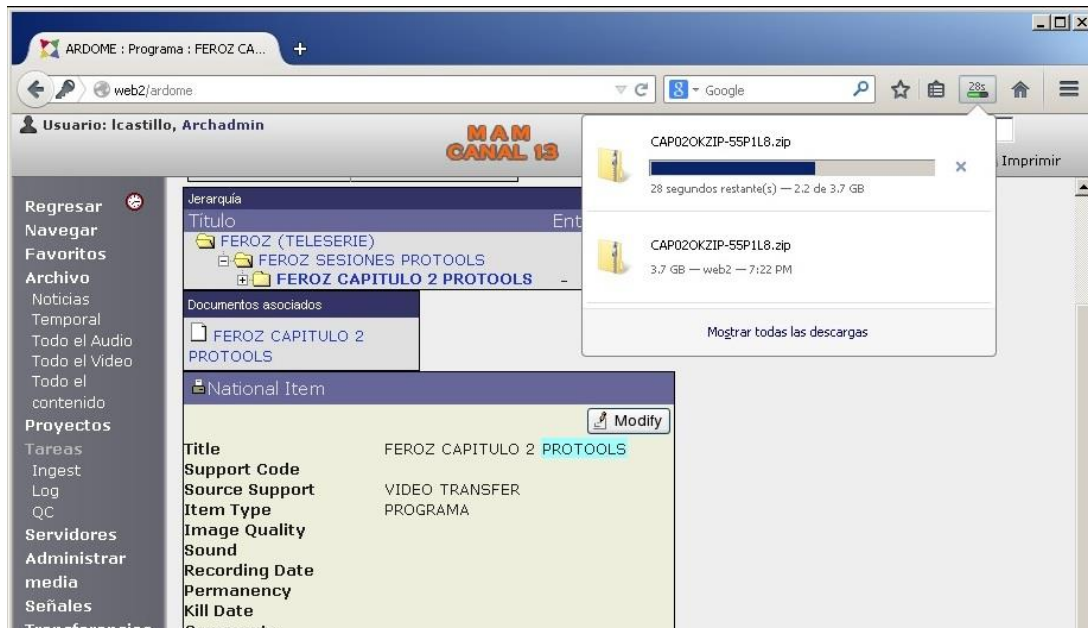 ARDOME : Programa : FEROZ CA...
web2/ardome
Google
28s
Usuario: lcastillo, Archadmin
MAM
CANAL 13
Imprimir
CAP02OKZIP-55P1L8.zip
28 segundos restante(s) — 2.2 de 3.7 GB
CAP02OKZIP-55P1L8.zip
3.7 GB — web2 — 7:22 PM
Mostrar todas las descargas
Regresar
Navegar
Favoritos
Archivo
Noticias
Temporal
Todo el Audio
Todo el Video
Todo el
contenido
Proyectos
Tareas
Ingest
Log
QC
Servidores
Administrar
media
Señales
Transferencias
Jerarquía
Título Ent
FEROZ (TELESERIE)
FEROZ SESIONES PROTOOLS
FEROZ CAPITULO 2 PROTOOLS -
Documentos asociados
FEROZ CAPITULO 2
PROTOOLS
National Item
Modify
Title FEROZ CAPITULO 2 PROTOOLS
Support Code
Source Support VIDEO TRANSFER
Item Type PROGRAMA
Image Quality
Sound
Recording Date
Permanency
Kill Date